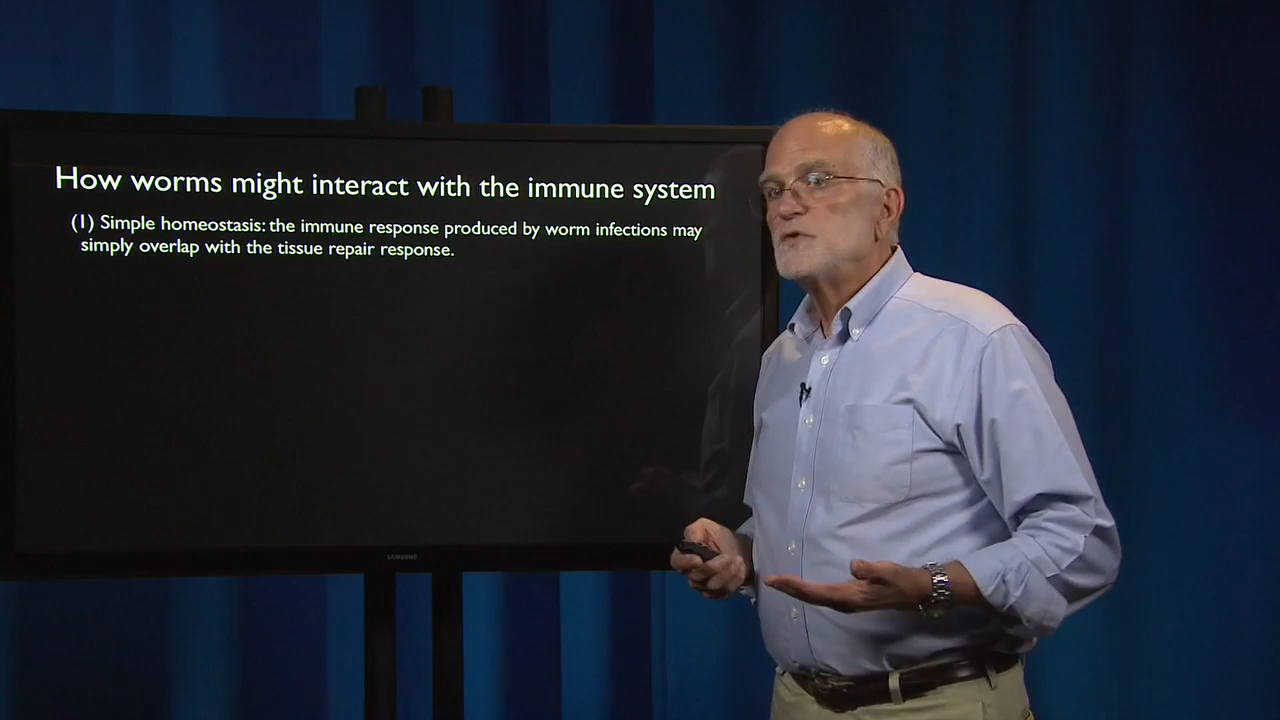 How worms might interact with the immune system
(1) Simple homeostasis: the immune response produced by worm infections may
simply overlap with the tissue repair response.
SAMSUNG